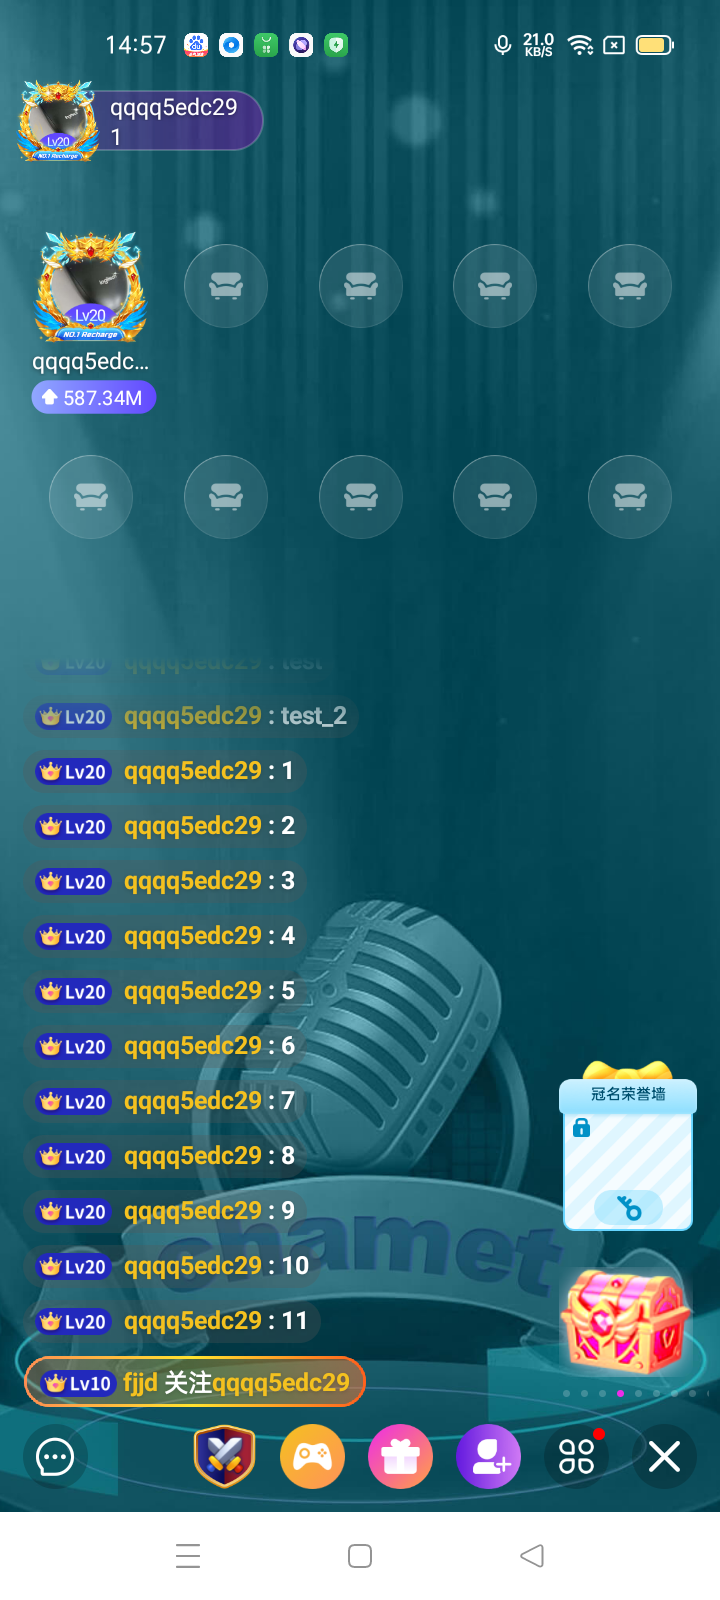 14:57
21.0
KB/S
qqqq5edc29
1
Lv20
NO.1 Recharge
Lv20
NO.1 Recharge
qqqq5edc...
587.34M
Lv20 qqqq5edc29 : test
Lv20 qqqq5edc29 : test_2
Lv20 qqqq5edc29 : 1
Lv20 qqqq5edc29 : 2
Lv20 qqqq5edc29 : 3
Lv20 qqqq5edc29 : 4
Lv20 qqqq5edc29 : 5
Lv20 qqqq5edc29 : 6
Lv20 qqqq5edc29 : 7
Lv20 qqqq5edc29 : 8
Lv20 qqqq5edc29 : 9
Lv20 qqqq5edc29 : 10
Lv20 qqqq5edc29 : 11
Lv10 fjjd 关注qqqq5edc29
冠名荣誉墙
chamet